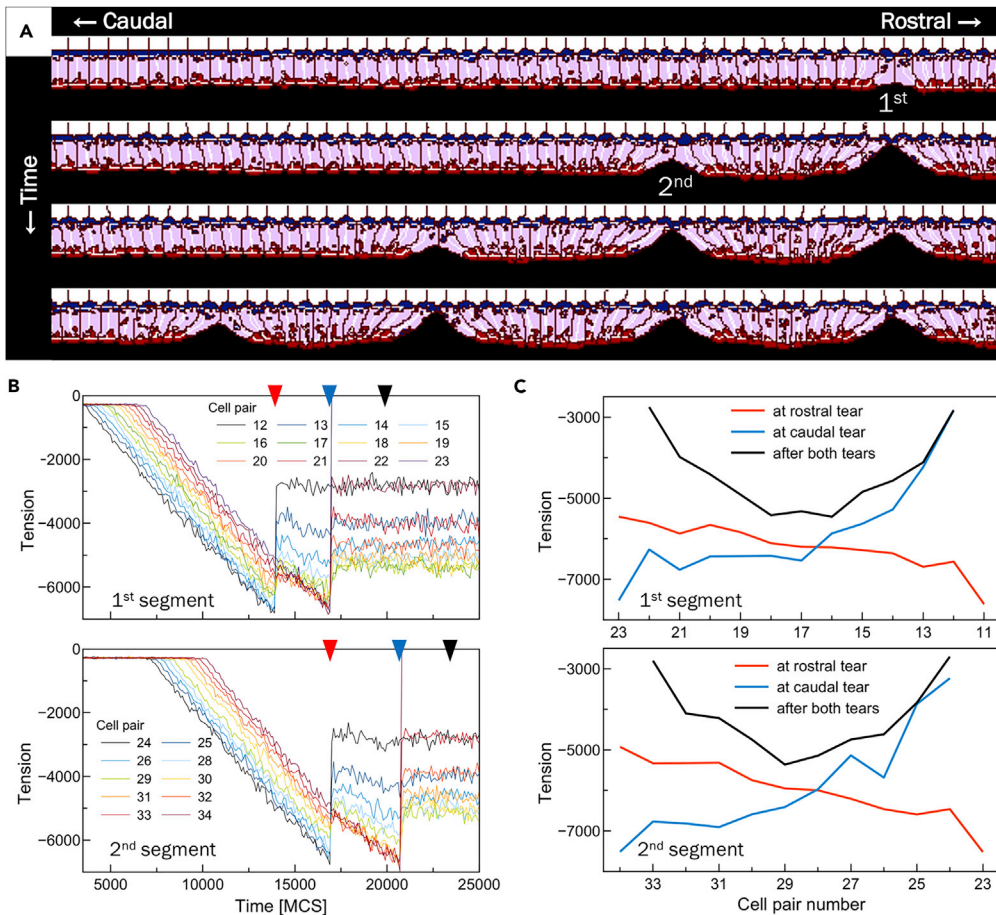 A
← Caudal
Rostral →
← Time
1st
2nd
B
0
−2000
−4000
−6000
Tension
Cell pair
12 13 14 15
16 17 18 19
20 21 22 23
1st segment
0
−2000
−4000
−6000
Tension
Cell pair
24 25
26 28
29 30
31 32
33 34
2nd segment
5000 10000 15000 20000 25000
Time [MCS]
C
−3000
−5000
−7000
Tension
at rostral tear
at caudal tear
after both tears
1st segment
23 21 19 17 15 13 11
−3000
−5000
−7000
Tension
at rostral tear
at caudal tear
after both tears
2nd segment
33 31 29 27 25 23
Cell pair number